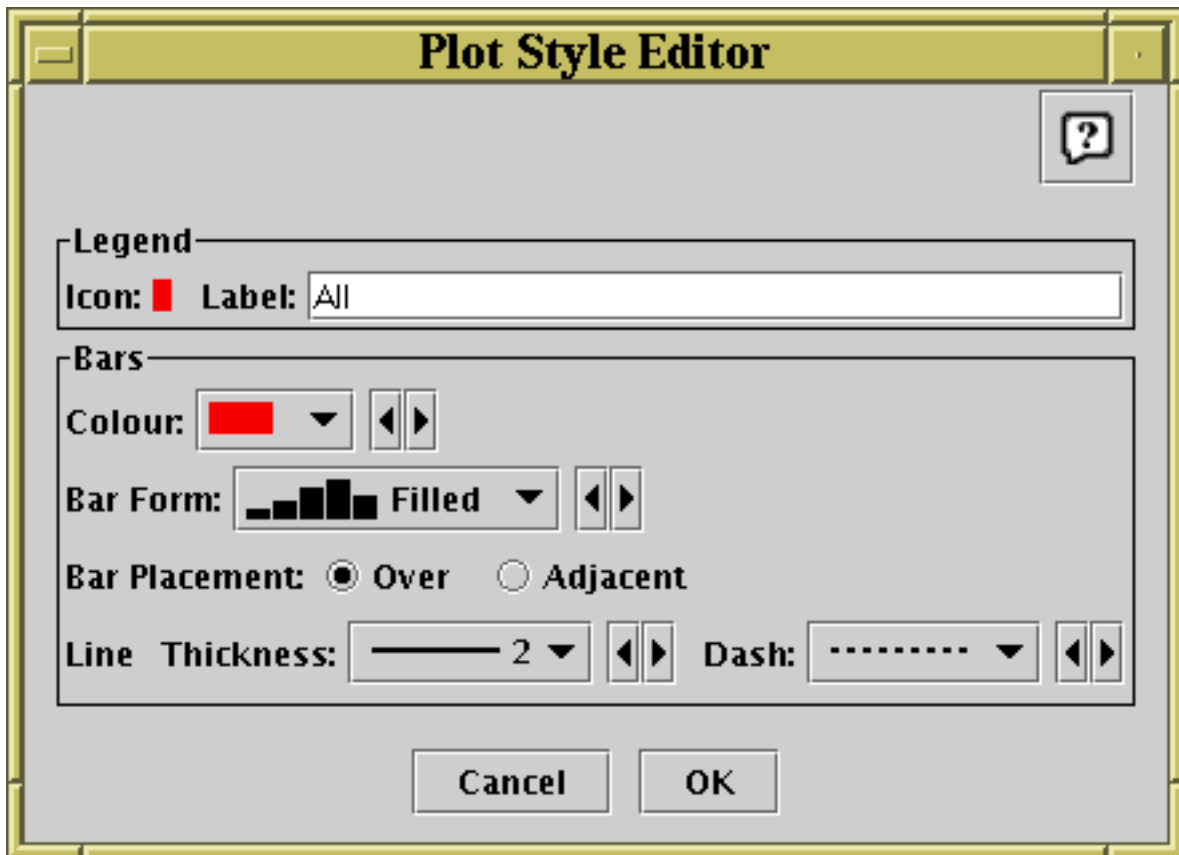 Plot Style Editor
?
Legend
Icon: Label: All
Bars
Colour:
Bar Form: Filled
Bar Placement: Over Adjacent
Line Thickness: 2 Dash:
Cancel OK